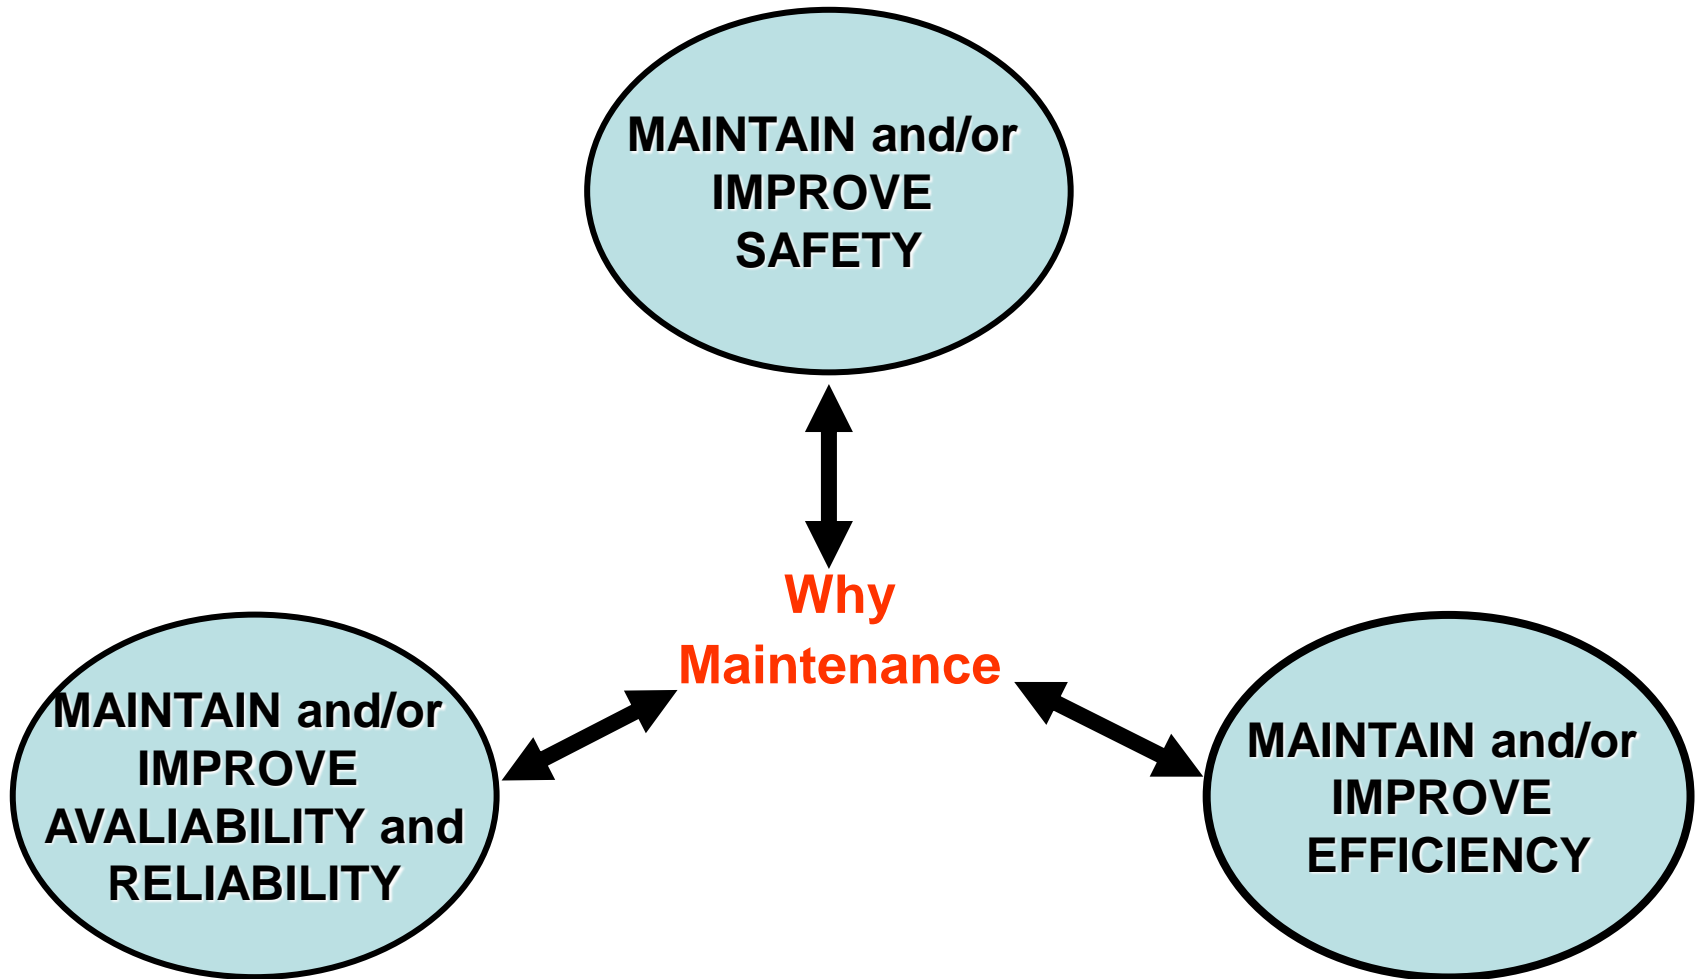 MAINTAIN and/or
IMPROVE
SAFETY
Why
Maintenance
MAINTAIN and/or
IMPROVE
AVALIABILITY and
RELIABILITY
MAINTAIN and/or
IMPROVE
EFFICIENCY